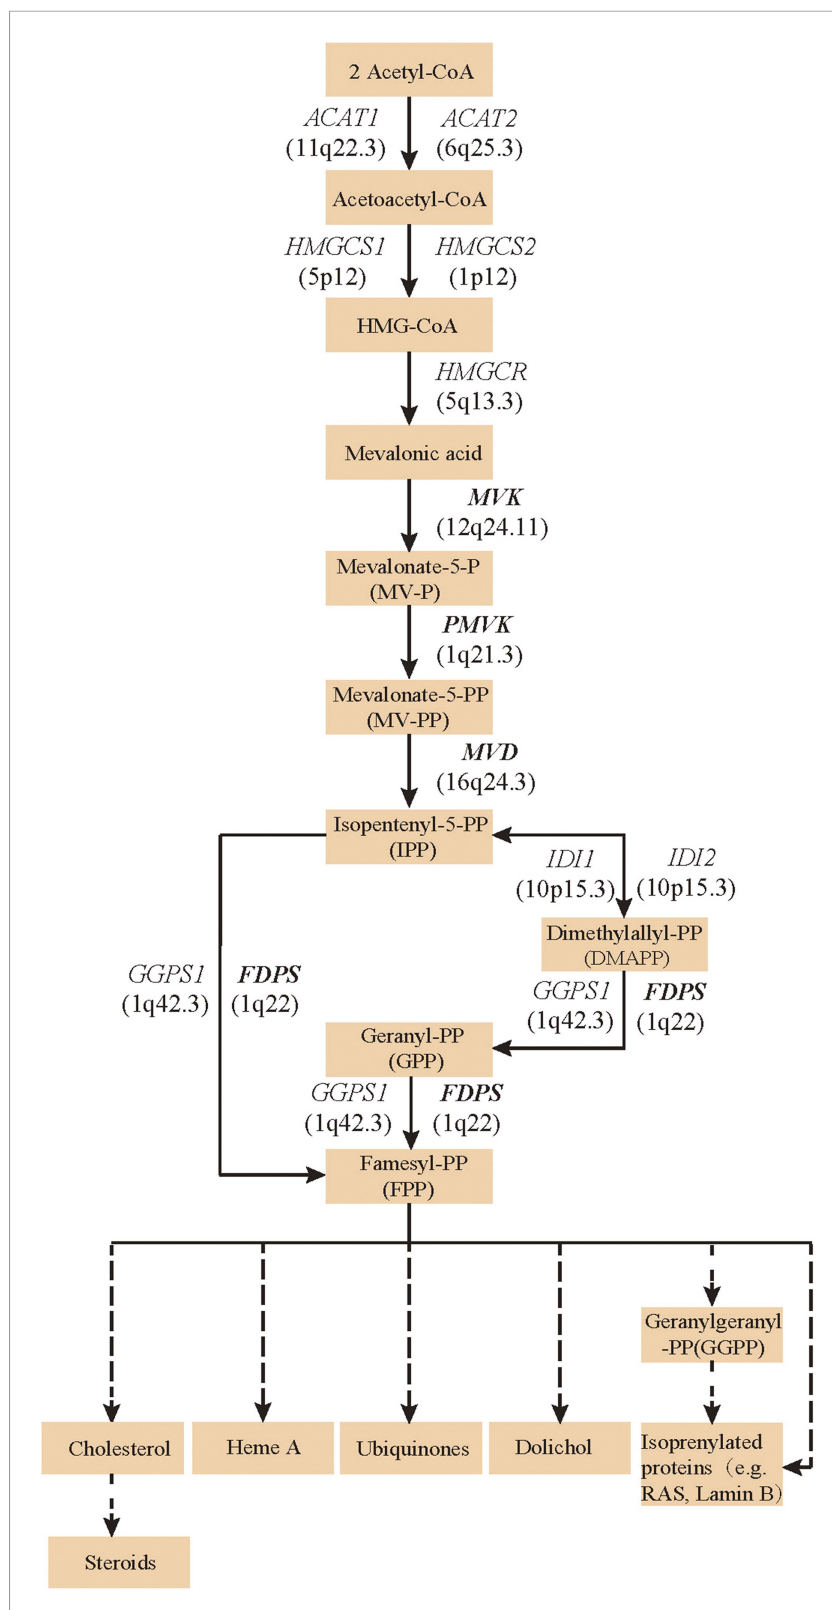 2 Acetyl-CoA
ACAT1
(11q22.3)
ACAT2
(6q25.3)
Acetoacetyl-CoA
HMGCS1
(5p12)
HMGCS2
(1p12)
HMG-CoA
HMGCR
(5q13.3)
Mevalonic acid
MVK
(12q24.11)
Mevalonate-5-P
(MV-P)
PMVK
(1q21.3)
Mevalonate-5-PP
(MV-PP)
MVD
(16q24.3)
Isopentenyl-5-PP
(IPP)
IDI1
(10p15.3)
IDI2
(10p15.3)
Dimethylallyl-PP
(DMAPP)
GGPS1
(1q42.3)
FDPS
(1q22)
GGPS1
(1q42.3)
FDPS
(1q22)
Geranyl-PP
(GPP)
GGPS1
(1q42.3)
FDPS
(1q22)
Famesyl-PP
(FPP)
Geranylgeranyl
-PP(GGPP)
Cholesterol
Heme A
Ubiquinones
Dolichol
Isoprenylated
proteins（e.g.
RAS, Lamin B）
Steroids